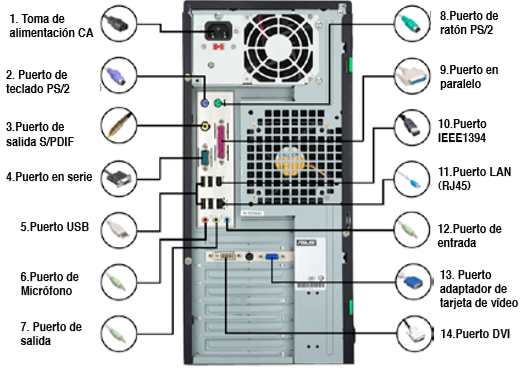 1. Toma de
alimentación CA
2. Puerto de
teclado PS/2
3.Puerto de
salida S/PDIF
4.Puerto en serie
5.Puerto USB
6.Puerto de
Micrófono
7. Puerto de
salida
8.Puerto de
ratón PS/2
9.Puerto en
paralelo
10.Puerto
IEEE1394
11.Puerto LAN
(RJ45)
12.Puerto de
entrada
13. Puerto
adaptador de
tarjeta de vídeo
14.Puerto DVI
ASUS